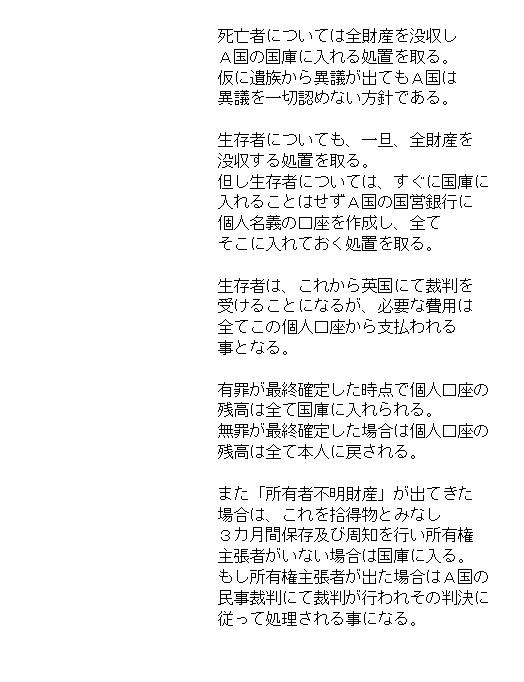 死亡者については全財産を没収し
Ａ国の国庫に入れる処置を取る。
仮に遺族から異議が出てもＡ国は
異議を一切認めない方針である。
生存者についても、一旦、全財産を
没収する処置を取る。
但し生存者については、すぐに国庫に
入れることはせずＡ国の国営銀行に
個人名義の口座を作成し、全て
そこに入れておく処置を取る。
生存者は、これから英国にて裁判を
受けることになるが、必要な費用は
全てこの個人口座から支払われる
事となる。
有罪が最終確定した時点で個人口座の
残高は全て国庫に入れられる。
無罪が最終確定した場合は個人口座の
残高は全て本人に戻される。
また「所有者不明財産」が出てきた
場合は、これを拾得物とみなし
３カ月間保存及び周知を行い所有権
主張者がいない場合は国庫に入る。
もし所有権主張者が出た場合はＡ国の
民事裁判にて裁判が行われその判決に
従って処理される事になる。